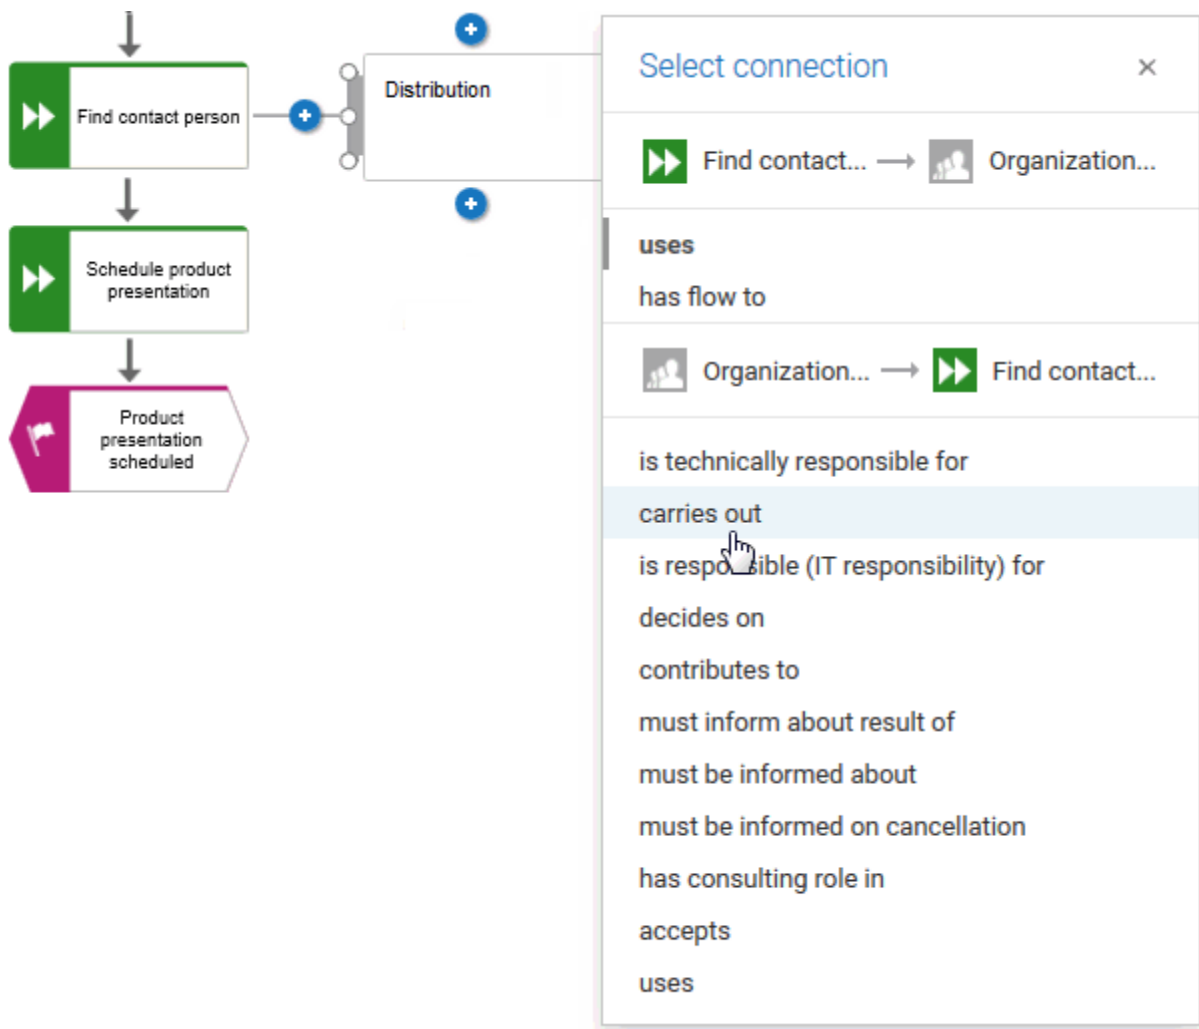 Find contact person
Distribution
Schedule product
presentation
Product
presentation
scheduled
Select connection
Find contact...
Organization...
uses
has flow to
Organization...
Find contact...
is technically responsible for
carries out
is responsible (IT responsibility) for
decides on
contributes to
must inform about result of
must be informed about
must be informed on cancellation
has consulting role in
accepts
uses